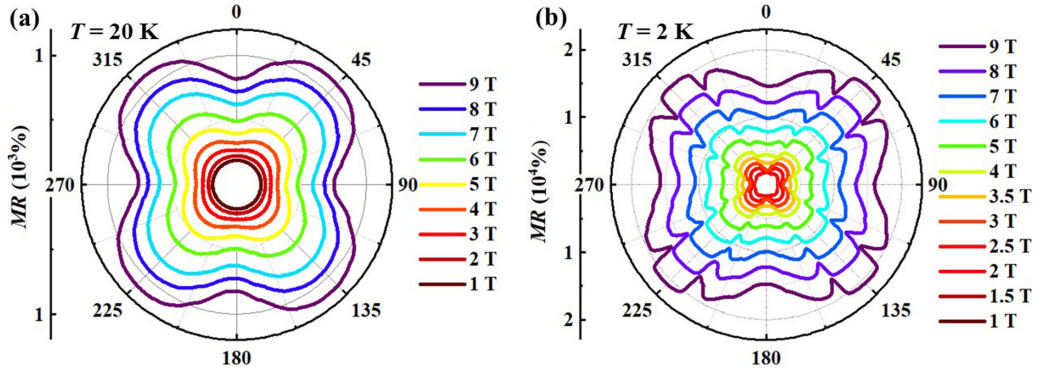 (a)
T = 20 K
0
45
90
135
180
225
270
315
1
1
MR (10³%)
9 T
8 T
7 T
6 T
5 T
4 T
3 T
2 T
1 T
(b)
T = 2 K
0
45
90
135
180
225
270
315
2
1
1
2
MR (10⁴%)
9 T
8 T
7 T
6 T
5 T
4 T
3.5 T
3 T
2.5 T
2 T
1.5 T
1 T